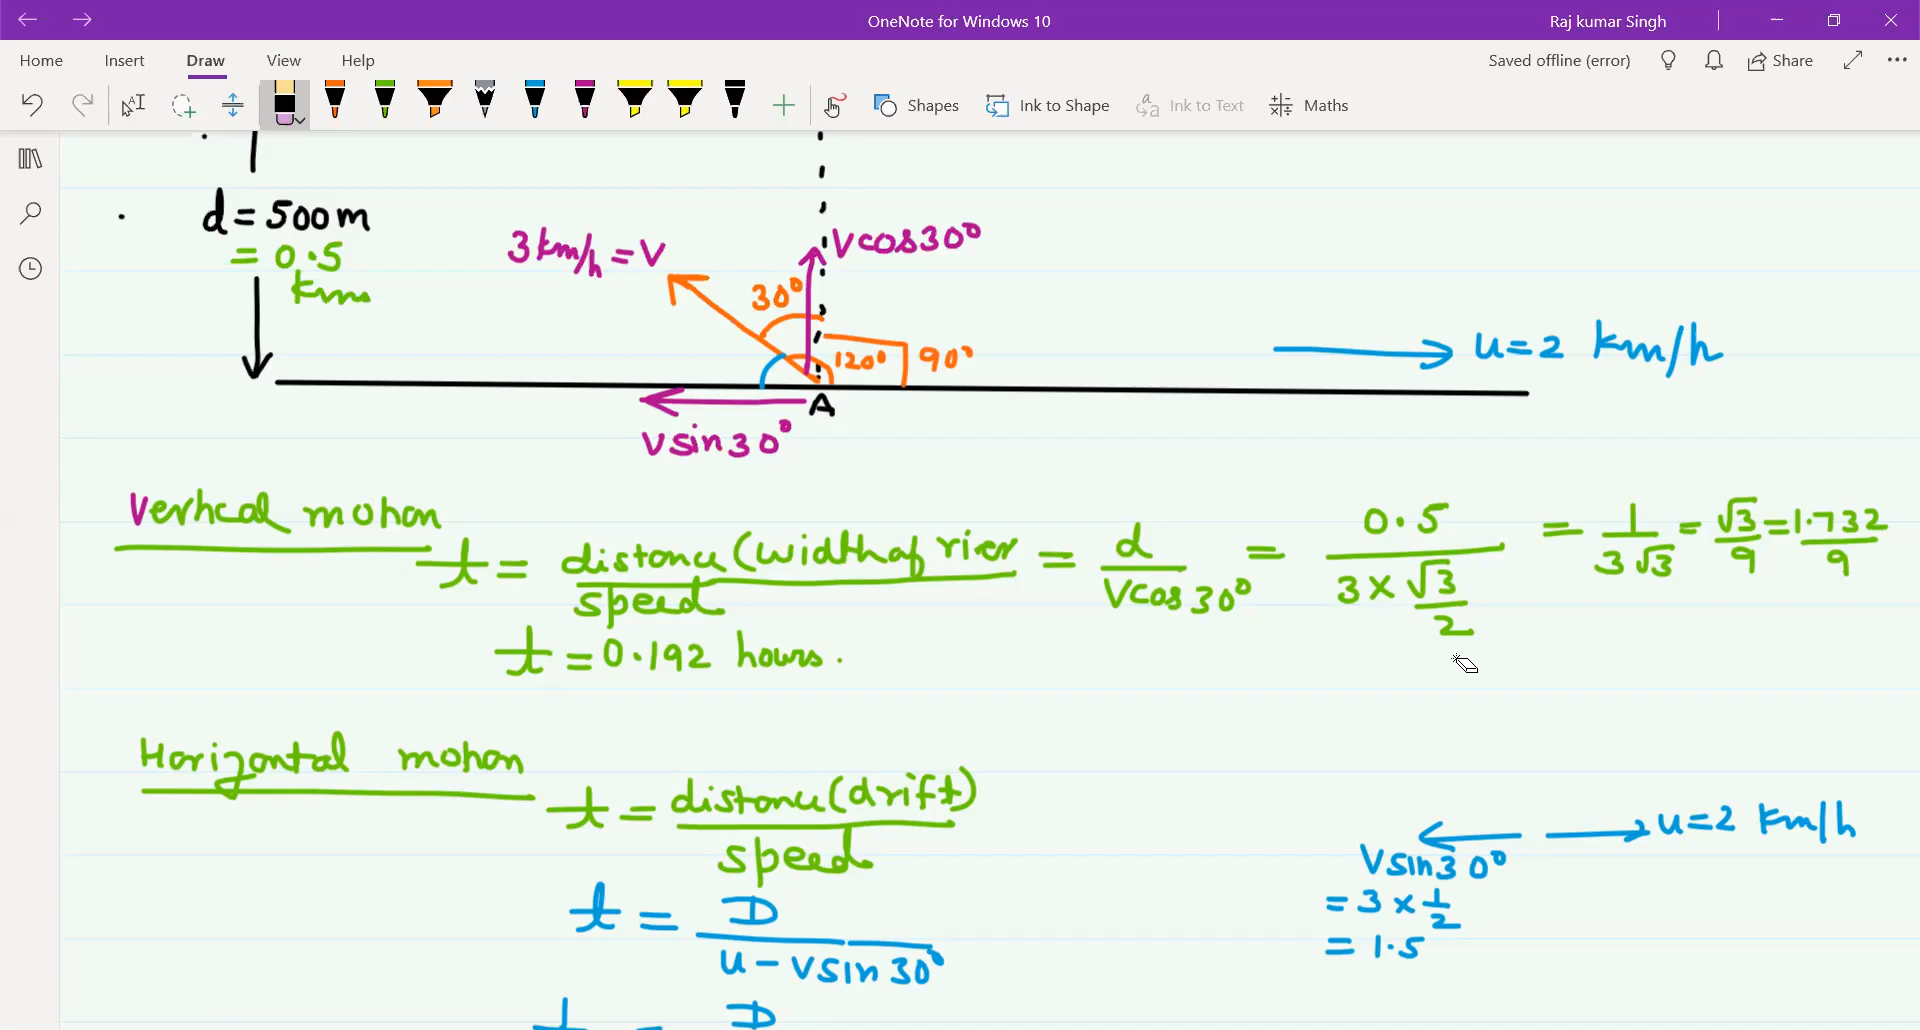 OneNote for Windows 10
Raj kumar Singh
Home Insert Draw View Help
Saved offline (error) Share
Shapes Ink to Shape Ink to Text Maths
d = 500m
= 0.5
km
3 km/h = V
Vcos30°
30°
120°
90°
u=2 km/h
A
Vsin30°
Vertical motion
t = distance (width of rier / speed = d / Vcos30° = 0.5 / 3 × √3/2 = 1 / 3√3 = √3 / 9 = 1.732 / 9
t = 0.192 hours.
Horizontal motion
t = distance (drift) / speed
u=2 km/h
Vsin30°
= 3 × 1/2
= 1.5
t = D / u - Vsin30°
t = D